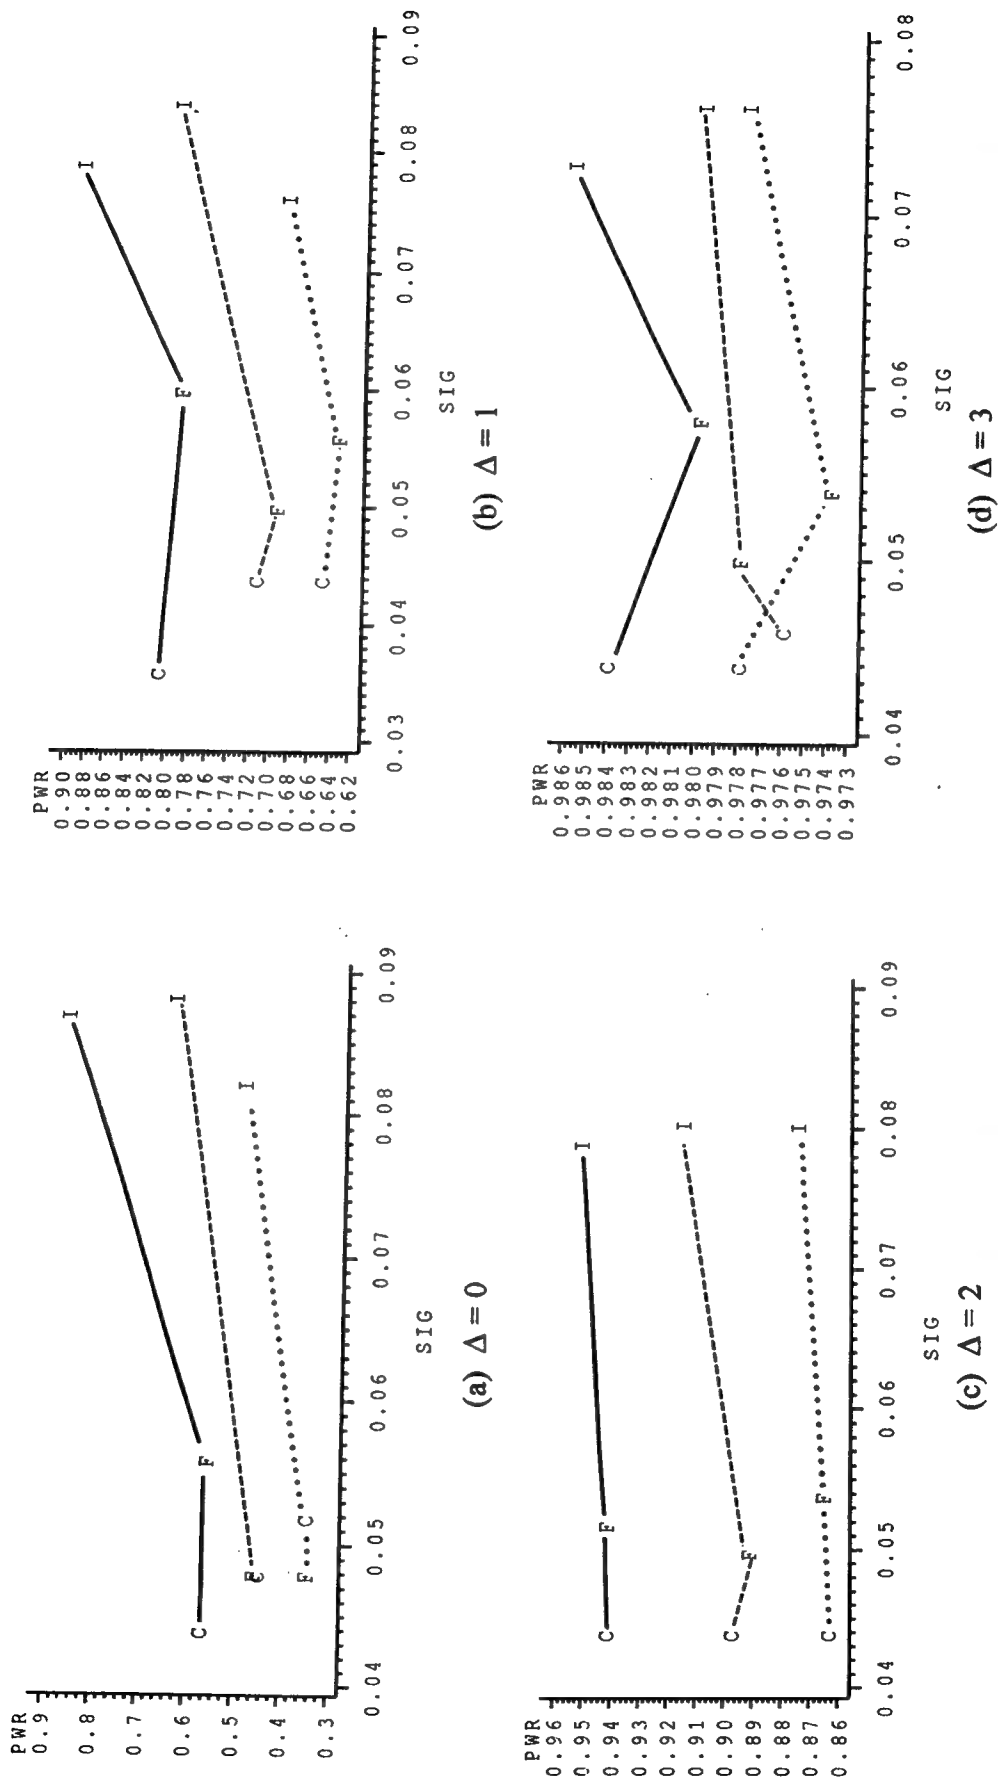 PWR
0.9
0.8
0.7
0.6
0.5
0.4
0.3
I
I
I
F
C
F
C
C
F
0.04
0.05
0.06
0.07
0.08
0.09
SIG
(a) Δ = 0
PWR
0.90
0.88
0.86
0.84
0.82
0.80
0.78
0.76
0.74
0.72
0.70
0.68
0.66
0.64
0.62
I
I
I
C
F
C
F
C
F
0.03
0.04
0.05
0.06
0.07
0.08
0.09
SIG
(b) Δ = 1
PWR
0.96
0.95
0.94
0.93
0.92
0.91
0.90
0.89
0.88
0.87
0.86
C
F
I
C
F
I
C
F
I
0.04
0.05
0.06
0.07
0.08
0.09
SIG
(c) Δ = 2
PWR
0.986
0.985
0.984
0.983
0.982
0.981
0.980
0.979
0.978
0.977
0.976
0.975
0.974
0.973
I
C
F
I
I
C
F
C
F
0.04
0.05
0.06
0.07
0.08
SIG
(d) Δ = 3